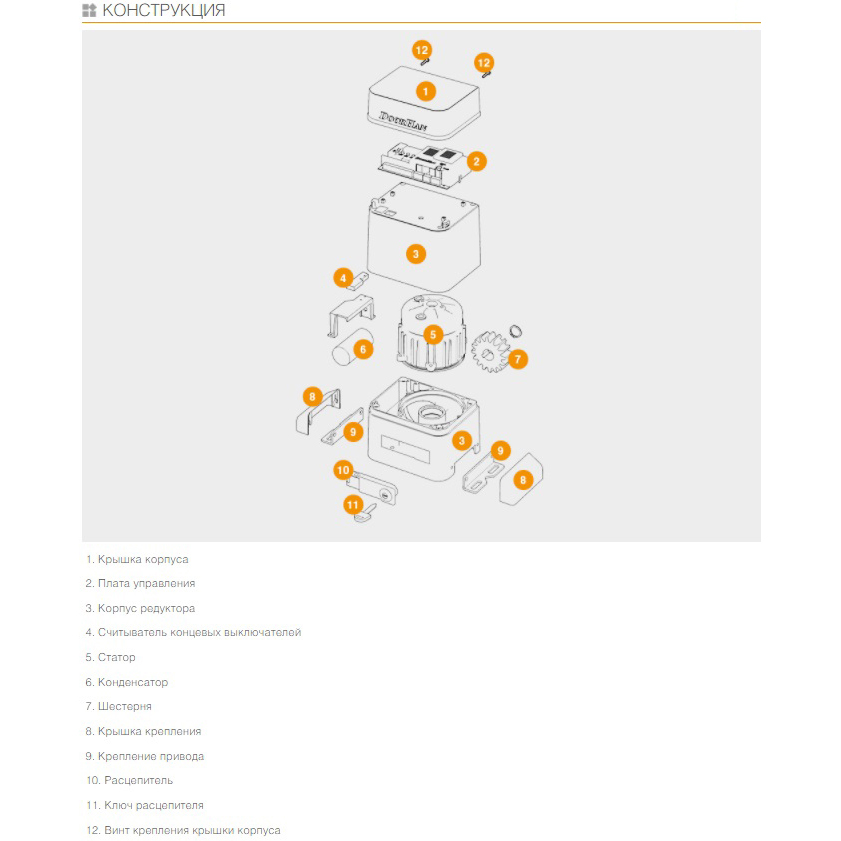 КОНСТРУКЦИЯ
12
12
1
DOORHAN
2
3
4
5
6
7
8
9
3
9
10
8
11
1. Крышка корпуса
2. Плата управления
3. Корпус редуктора
4. Считыватель концевых выключателей
5. Статор
6. Конденсатор
7. Шестерня
8. Крышка крепления
9. Крепление привода
10. Расцепитель
11. Ключ расцепителя
12. Винт крепления крышки корпуса